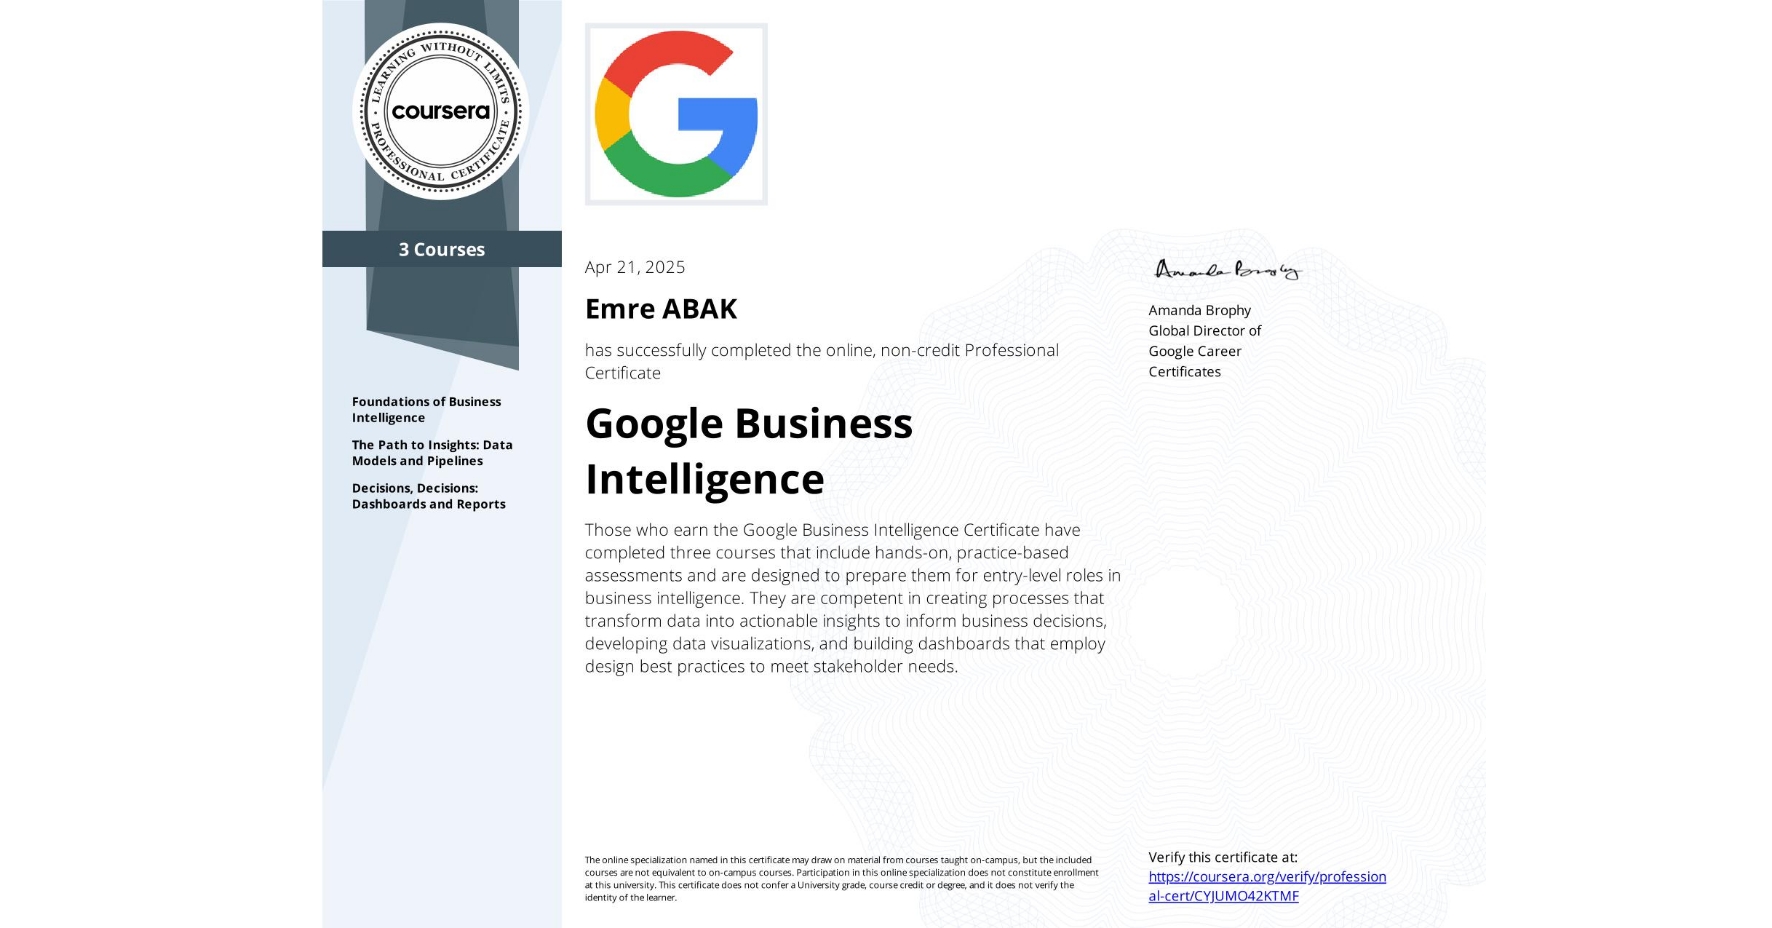 LEARNING WITHOUT LIMITS
coursera
PROFESSIONAL CERTIFICATE
3 Courses
Foundations of Business
Intelligence
The Path to Insights: Data
Models and Pipelines
Decisions, Decisions:
Dashboards and Reports
Apr 21, 2025
Emre ABAK
has successfully completed the online, non-credit Professional
Certificate
Google Business
Intelligence
Those who earn the Google Business Intelligence Certificate have
completed three courses that include hands-on, practice-based
assessments and are designed to prepare them for entry-level roles in
business intelligence. They are competent in creating processes that
transform data into actionable insights to inform business decisions,
developing data visualizations, and building dashboards that employ
design best practices to meet stakeholder needs.
Amanda Brophy
Amanda Brophy
Global Director of
Google Career
Certificates
The online specialization named in this certificate may draw on material from courses taught on-campus, but the included
courses are not equivalent to on-campus courses. Participation in this online specialization does not constitute enrollment
at this university. This certificate does not confer a University grade, course credit or degree, and it does not verify the
identity of the learner.
Verify this certificate at:
https://coursera.org/verify/profession
al-cert/CYJUMO42KTMF